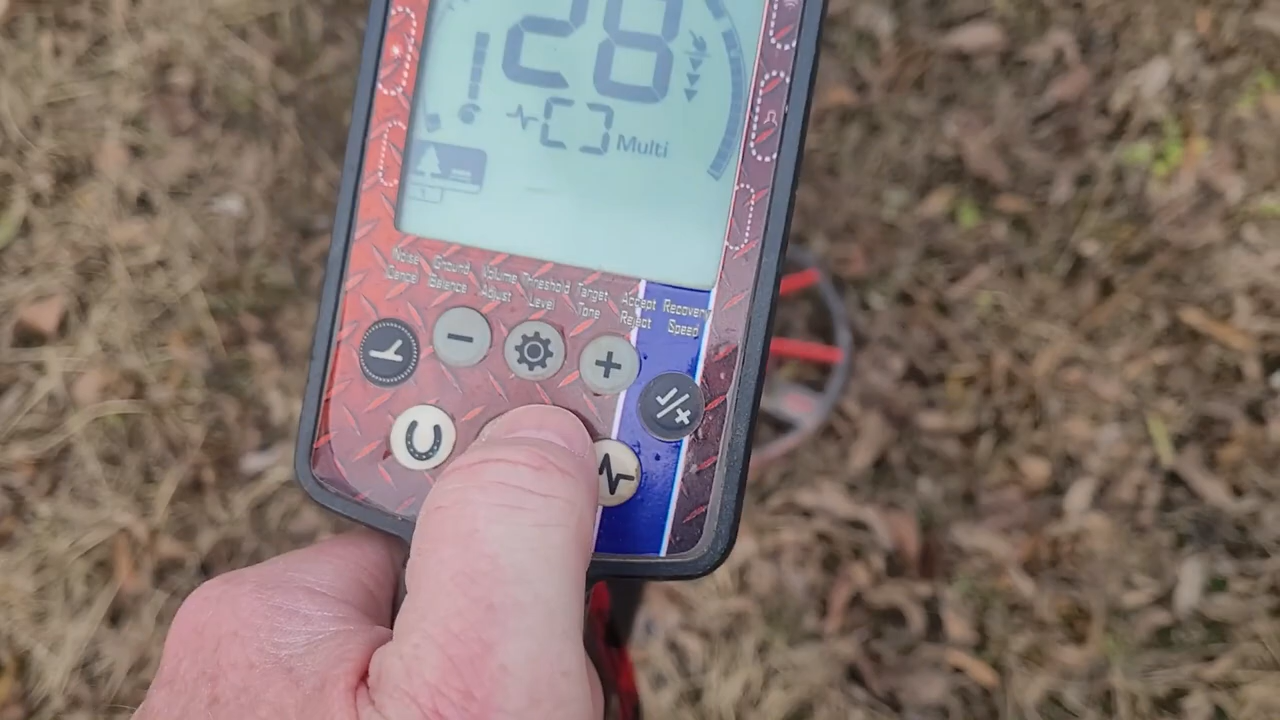 28
Multi
Noise Cancel
Ground Balance
Volume Adjust
Threshold Level
Target Tone
Accept Reject
Recovery Speed